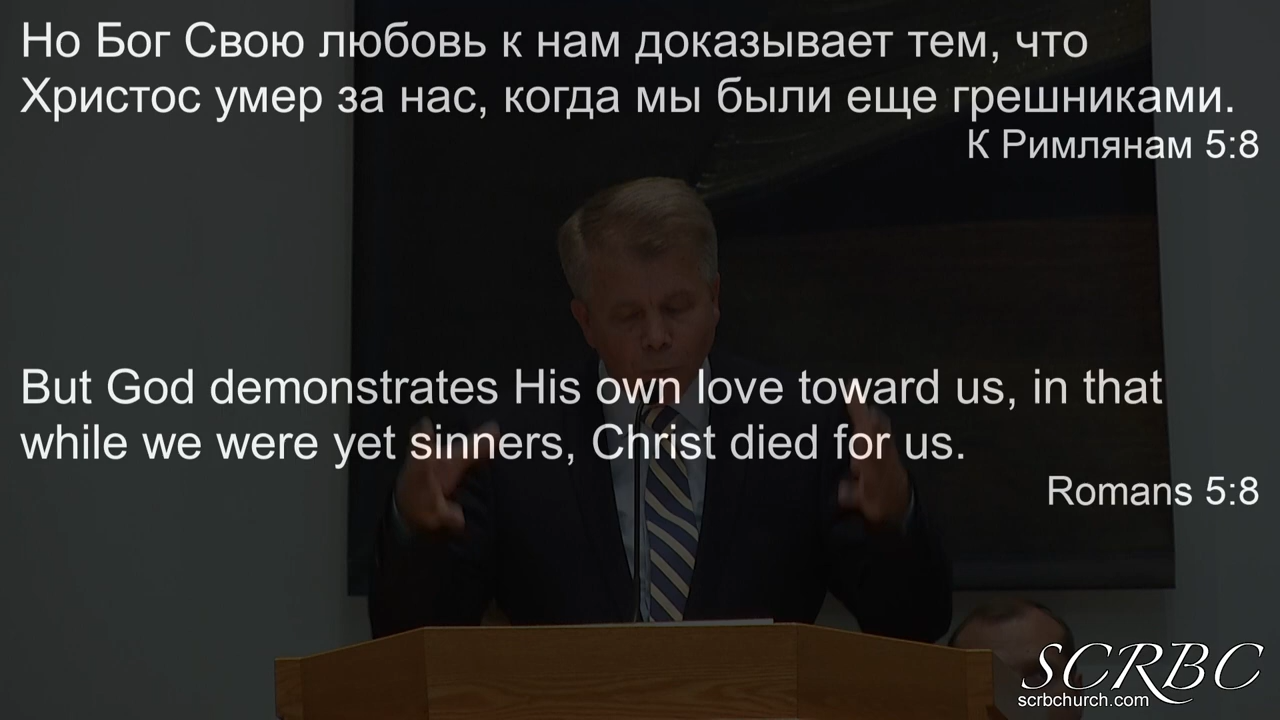 Но Бог Свою любовь к нам доказывает тем, что
Христос умер за нас, когда мы были еще грешниками.
К Римлянам 5:8
But God demonstrates His own love toward us, in that
while we were yet sinners, Christ died for us.
Romans 5:8
SCRBC
scrbchurch.com